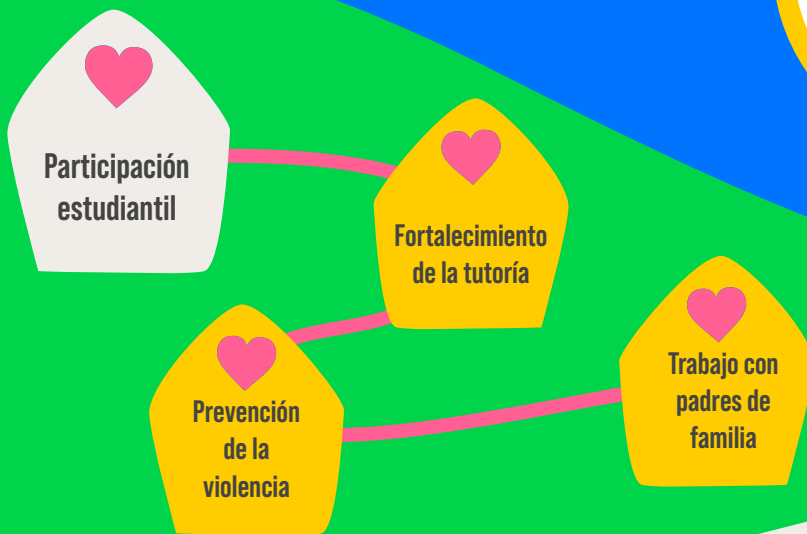 Participación
estudiantil
Fortalecimiento
de la tutoría
Prevención
de la
violencia
Trabajo con
padres de
familia